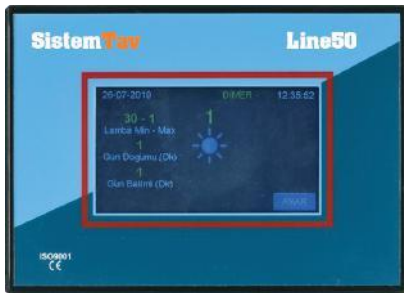 SistemTav Line50
26-07-2019 DIMER 12:35:52
30 - 1 1
Lamba Min - Max
1
Gun Dogumu (Dk)
1
Gun Batimi (Dk)
ISO9001
CE